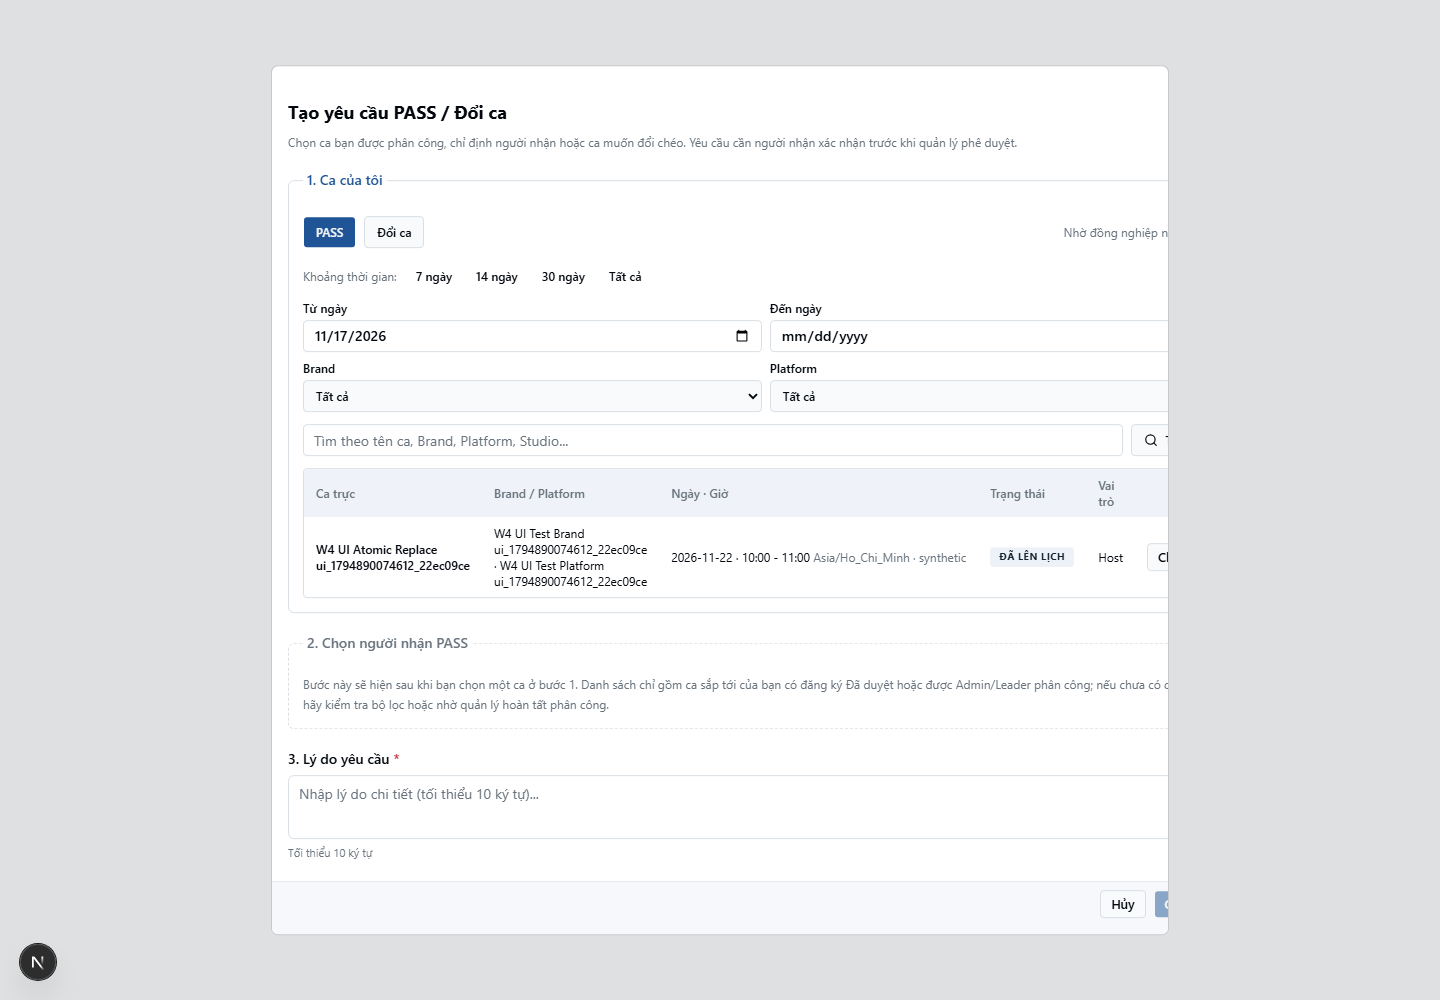 Tạo yêu cầu PASS / Đổi ca
Chọn ca bạn được phân công, chỉ định người nhận hoặc ca muốn đổi chéo. Yêu cầu cần người nhận xác nhận trước khi quản lý phê duyệt.
1. Ca của tôi
PASS
Đổi ca
Nhờ đồng nghiệp
Khoảng thời gian:
7 ngày
14 ngày
30 ngày
Tất cả
Từ ngày
Đến ngày
11/17/2026
mm/dd/yyyy
Brand
Platform
Tất cả
Tất cả
Tìm theo tên ca, Brand, Platform, Studio...
Ca trực
Brand / Platform
Ngày · Giờ
Trạng thái
Vai
trò
W4 UI Atomic Replace
ui_1794890074612_22ec09ce
W4 UI Test Brand
ui_1794890074612_22ec09ce
· W4 UI Test Platform
ui_1794890074612_22ec09ce
2026-11-22 · 10:00 - 11:00 Asia/Ho_Chi_Minh · synthetic
ĐÃ LÊN LỊCH
Host
2. Chọn người nhận PASS
Bước này sẽ hiện sau khi bạn chọn một ca ở bước 1. Danh sách chỉ gồm ca sắp tới của bạn có đăng ký Đã duyệt hoặc được Admin/Leader phân công; nếu chưa có
hãy kiểm tra bộ lọc hoặc nhờ quản lý hoàn tất phân công.
3. Lý do yêu cầu *
Nhập lý do chi tiết (tối thiểu 10 ký tự)...
Tối thiểu 10 ký tự
Hủy
N